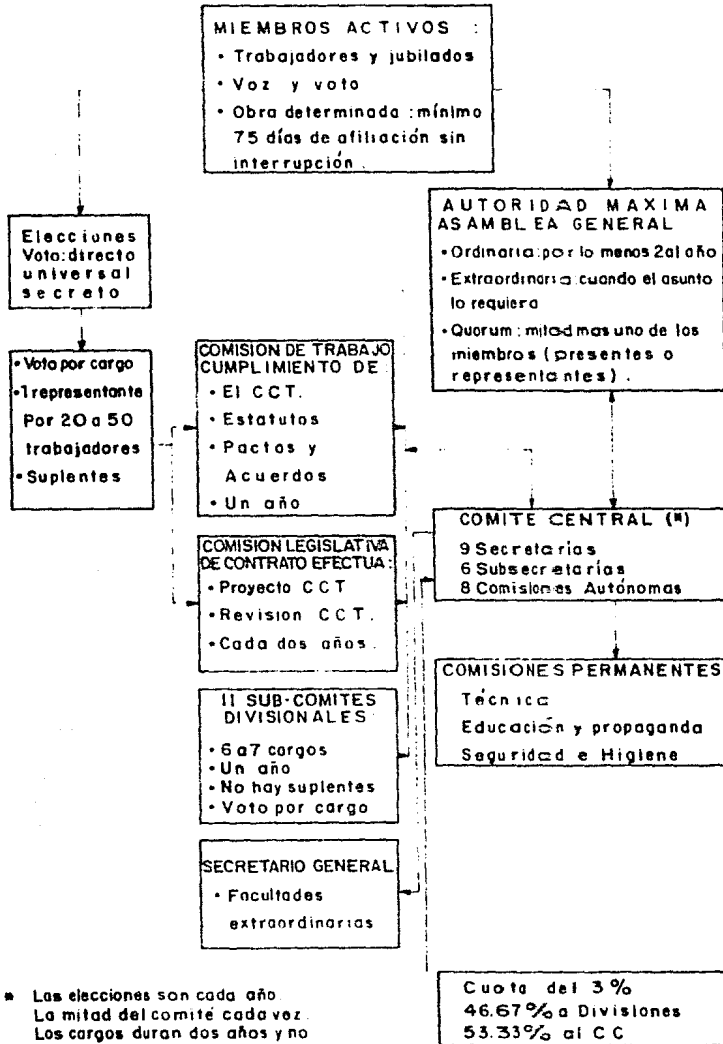 MIEMBROS ACTIVOS :
• Trabajadores y jubilados
• Voz y voto
• Obra determinada : mínimo
75 días de afiliación sin
interrupción .
AUTORIDAD MAXIMA
ASAMBLEA GENERAL
• Ordinaria: por lo menos 2 al año
• Extraordinaria: cuando el asunto
lo requiera
• Quorum : mitad mas uno de los
miembros ( presentes o
representantes ) .
Elecciones
Voto: directo
universal
secreto
• Voto por cargo
• 1 representante
Por 20 a 50
trabajadores
• Suplentes
COMISION DE TRABAJO
CUMPLIMIENTO DE :
• El CCT.
• Estatutos
• Pactos y
Acuerdos
• Un año
COMISION LEGISLATIVA
DE CONTRATO EFECTUA :
• Proyecto CCT
• Revision CCT.
• Cada dos años.
11 SUB-COMITES
DIVISIONALES
• 6 a 7 cargos
• Un año
• No hay suplentes
• Voto por cargo
SECRETARIO GENERAL
• Facultades
extraordinarias
COMITE CENTRAL (*)
9 Secretarías
6 Subsecretarías
8 Comisiones Autónomas
COMISIONES PERMANENTES
Técnica
Educación y propaganda
Seguridad e Higiene
Cuota del 3 %
46.67% a Divisiones
53.33% al CC
* Las elecciones son cada año.
La mitad del comité cada vez.
Los cargos duran dos años y no